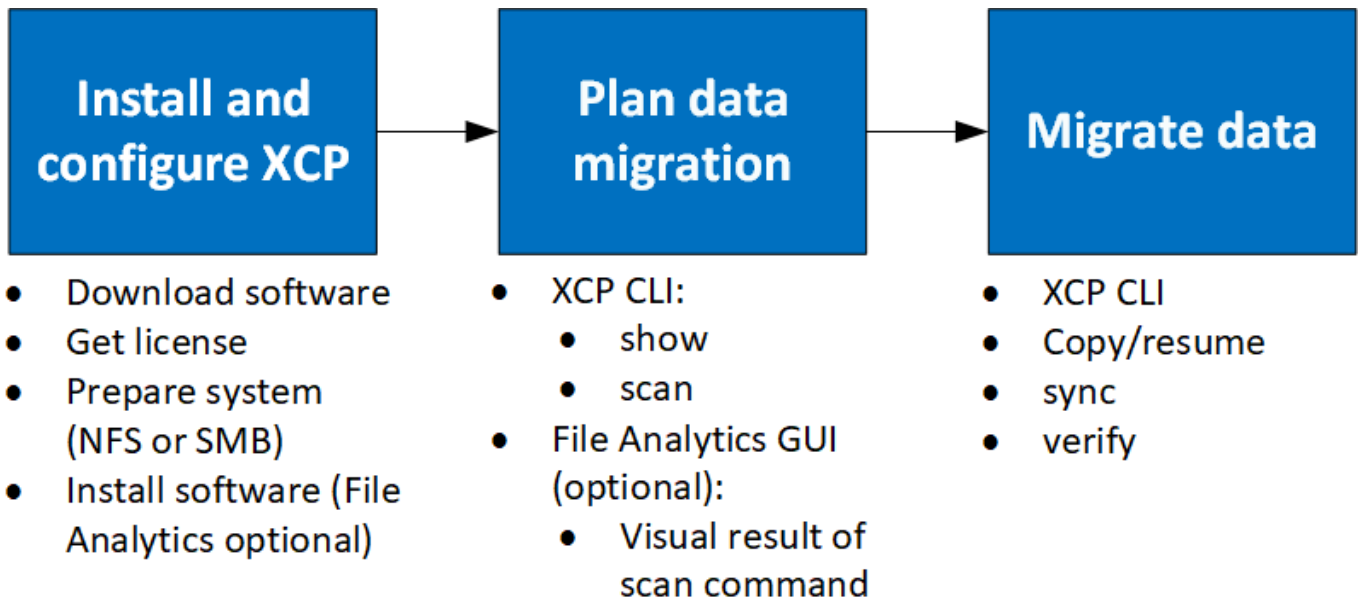 Install and
configure XCP
Plan data
migration
Migrate data
● Download software
● Get license
● Prepare system
(NFS or SMB)
● Install software (File
Analytics optional)
● XCP CLI:
● show
● scan
● File Analytics GUI
(optional):
● Visual result of
scan command
● XCP CLI
● Copy/resume
● sync
● verify